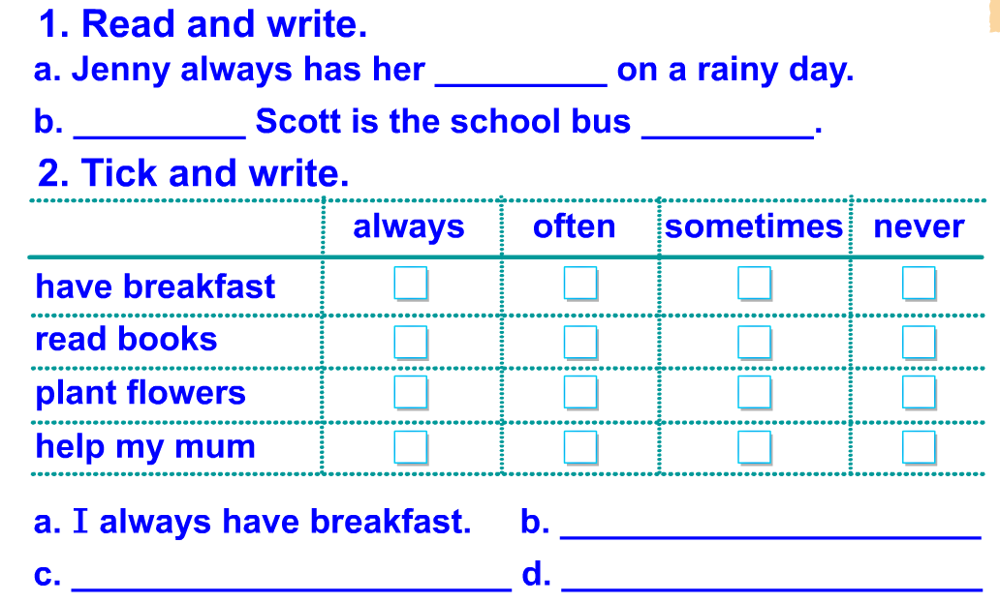 1. Read and write.
a. Jenny always has her _________ on a rainy day.
b. _________ Scott is the school bus _________.
2. Tick and write.
always often sometimes never
have breakfast
read books
plant flowers
help my mum
a. I always have breakfast. b. ______________________
c. _______________________ d. ______________________